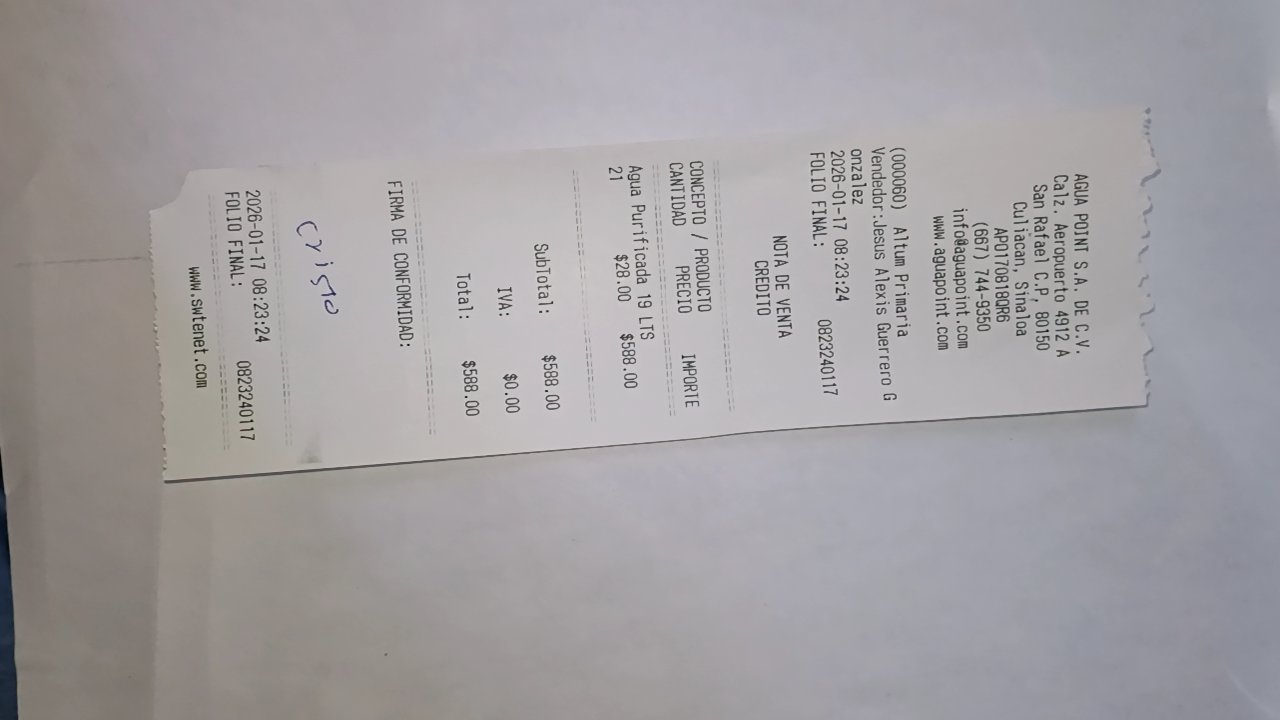 AGUA POINT S.A. DE C.V.
Calz. Aeropuerto 4912 A
San Rafael C.P, 80150
Culiacan, Sinaloa
APO170818QR6
(667) 744-9350
info@aguapoint.com
www.aguapoint.com
(000060) Altum Primaria
Vendedor:Jesus Alexis Guerrero G
onzalez
2026-01-17 08:23:24
FOLIO FINAL: 0823240117
NOTA DE VENTA
CREDITO
CONCEPTO / PRODUCTO
CANTIDAD PRECIO IMPORTE
Agua Purificada 19 LTS
21 $28.00 $588.00
SubTotal: $588.00
IVA: $0.00
Total: $588.00
FIRMA DE CONFORMIDAD:
Cristo
2026-01-17 08:23:24
FOLIO FINAL: 0823240117
www.swtenet.com